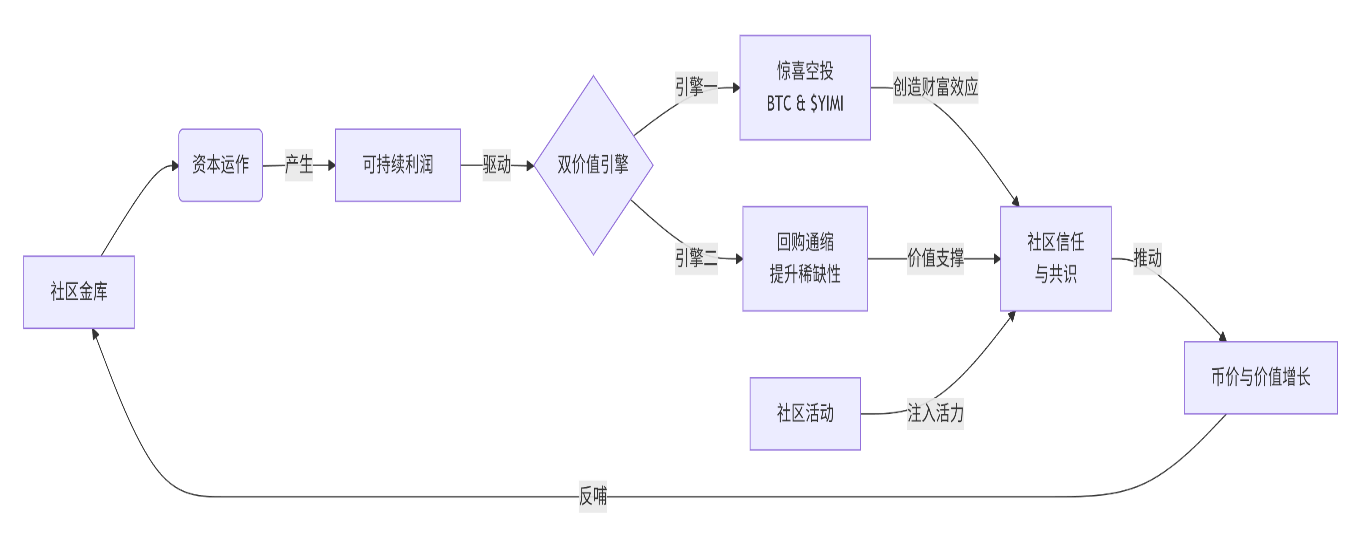 惊喜空投
BTC & $YIMI
引擎一
创造财富效应
资本运作
产生
可持续利润
驱动
双价值引擎
引擎二
回购通缩
提升稀缺性
价值支撑
社区信任
与共识
推动
社区金库
币价与价值增长
社区活动
注入活力
反哺